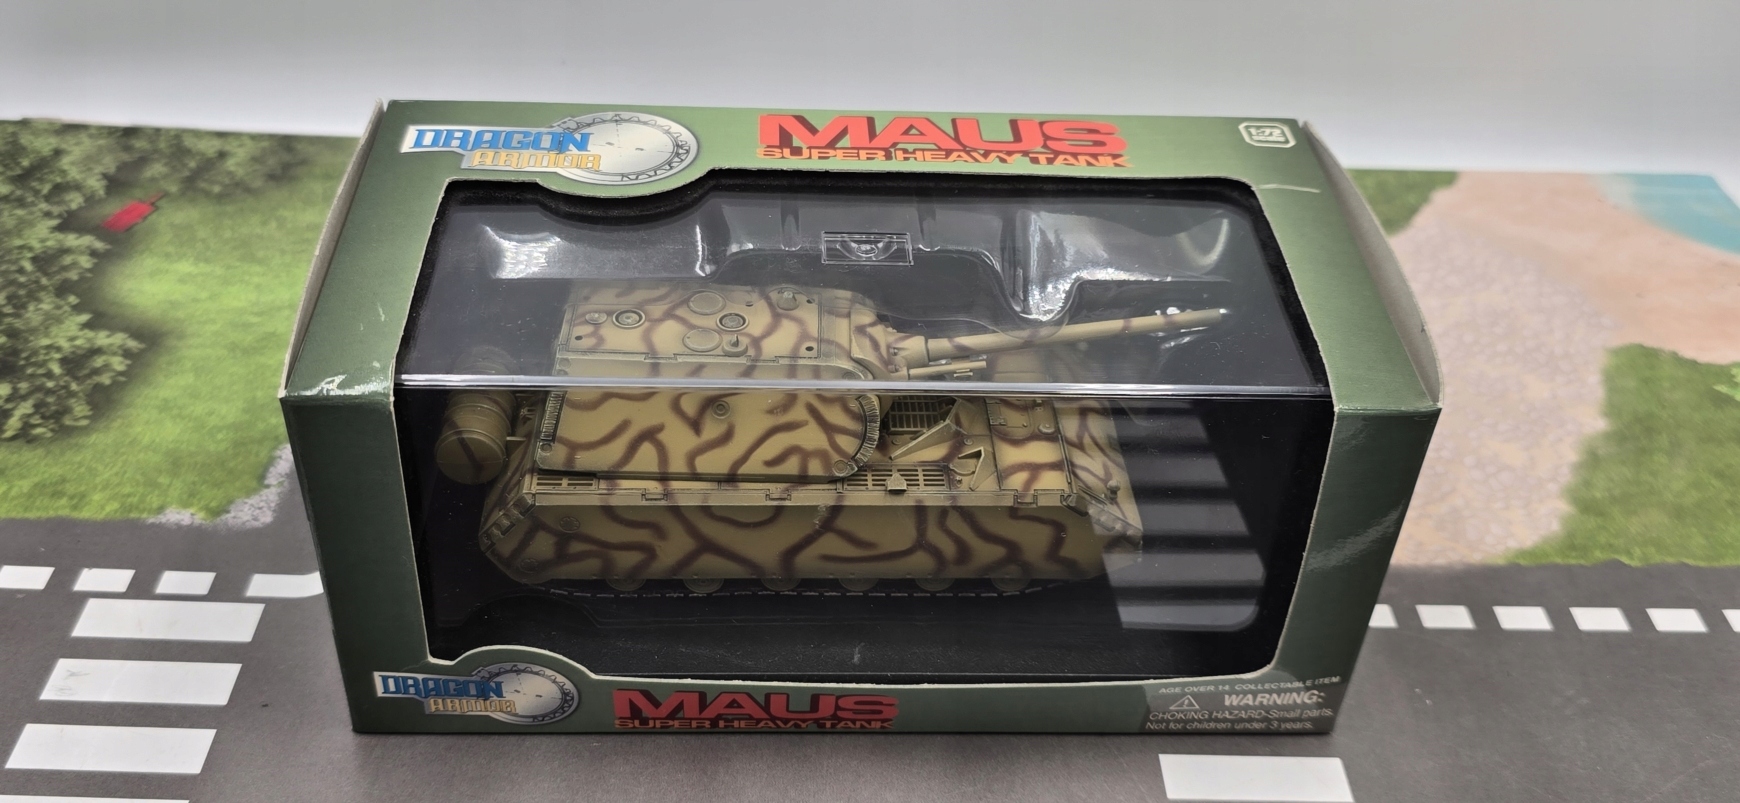 DRAGON
ARMOR
MAUS
SUPER HEAVY TANK
1:72
DRAGON
ARMOR
MAUS
SUPER HEAVY TANK
AGE OVER 14 COLLECTABLE ITEM
WARNING:
CHOKING HAZARD-Small parts.
Not for children under 3 years.